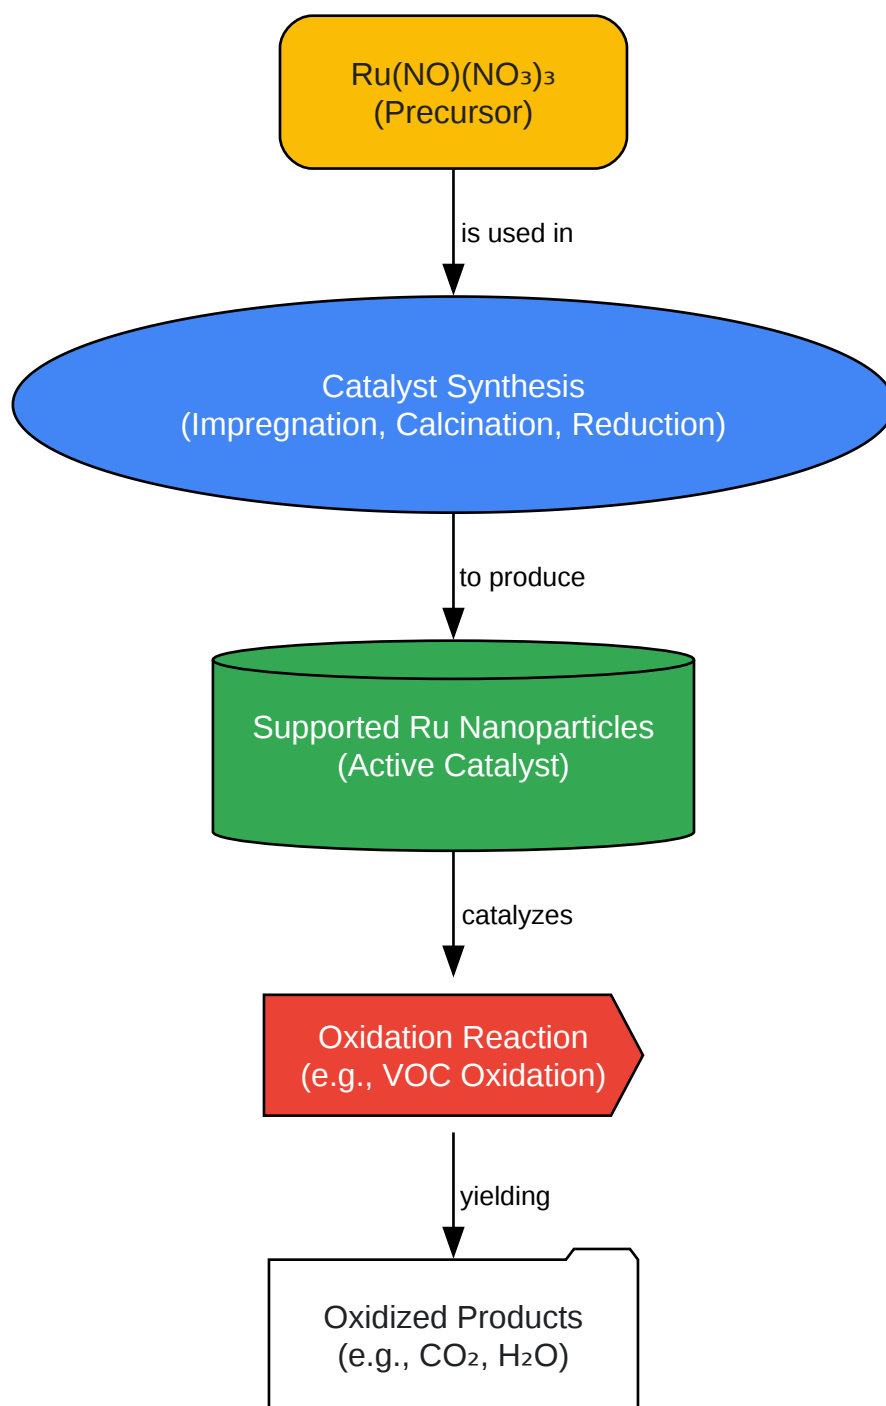 Ru(NO)(NO₃)₃
(Precursor)
is used in
Catalyst Synthesis
(Impregnation, Calcination, Reduction)
to produce
Supported Ru Nanoparticles
(Active Catalyst)
catalyzes
Oxidation Reaction
(e.g., VOC Oxidation)
yielding
Oxidized Products
(e.g., CO₂, H₂O)